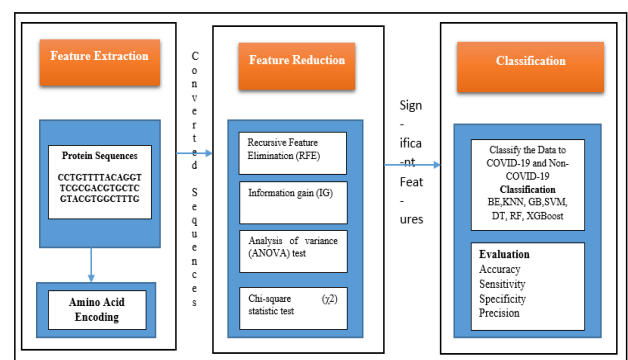 Feature Extraction
Protein Sequences
CCTGTTTTACAGGT
TCGCGACGTGCTC
GTACGTGGCTTTG
Amino Acid
Encoding
C
o
n
v
e
r
t
e
d
S
e
q
u
e
n
c
e
s
Feature Reduction
Recursive Feature
Elimination (RFE)
Information gain (IG)
Analysis of variance
(ANOVA) test
Chi-square (χ2)
statistic test
Sign
-
ifica
-nt
Feat
-
ures
Classification
Classify the Data to
COVID-19 and Non-
COVID-19
Classification
BE,KNN, GB,SVM,
DT, RF, XGBoost
Evaluation
Accuracy
Sensitivity
Specificity
Precision